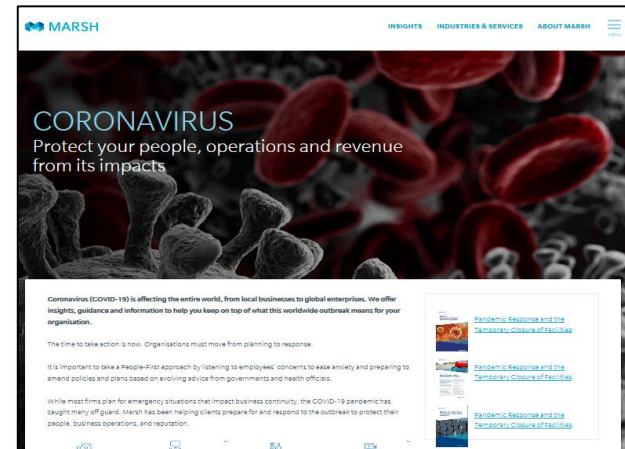 MARSH
INSIGHTS INDUSTRIES & SERVICES ABOUT MARSH
MENU
CORONAVIRUS
Protect your people, operations and revenue
from its impacts
Coronavirus (COVID-19) is affecting the entire world, from local businesses to global enterprises. We offer
insights, guidance and information to help you keep on top of what this worldwide outbreak means for your
organisation.
The time to take action is now. Organisations must move from planning to response.
It is important to take a People-First approach by listening to employees' concerns to ease anxiety and preparing to
amend policies and plans based on evolving advice from governments and health officials.
While most firms plan for emergency situations that impact business continuity, the COVID-19 pandemic has
caught many off guard. Marsh has been helping clients prepare for and respond to the outbreak to protect their
people, business operations, and reputation.
Pandemic Response and the
Temporary Closure of Facilities
Pandemic Response and the
Temporary Closure of Facilities
Pandemic Response and the
Temporary Closure of Facilities